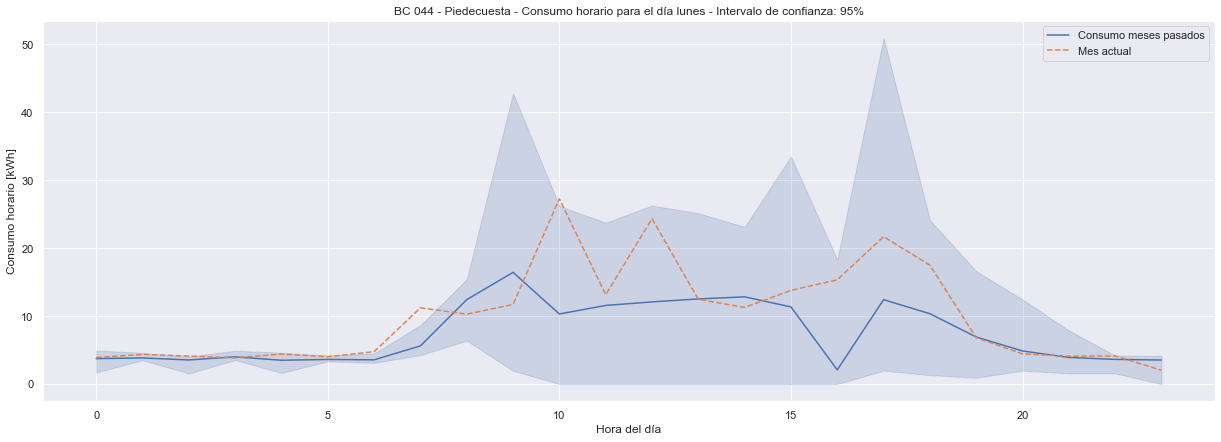 BC 044 - Piedecuesta - Consumo horario para el día lunes - Intervalo de confianza: 95%
Consumo meses pasados
Mes actual
Consumo horario [kWh]
50
40
30
20
10
0
0 5 10 15 20
Hora del día